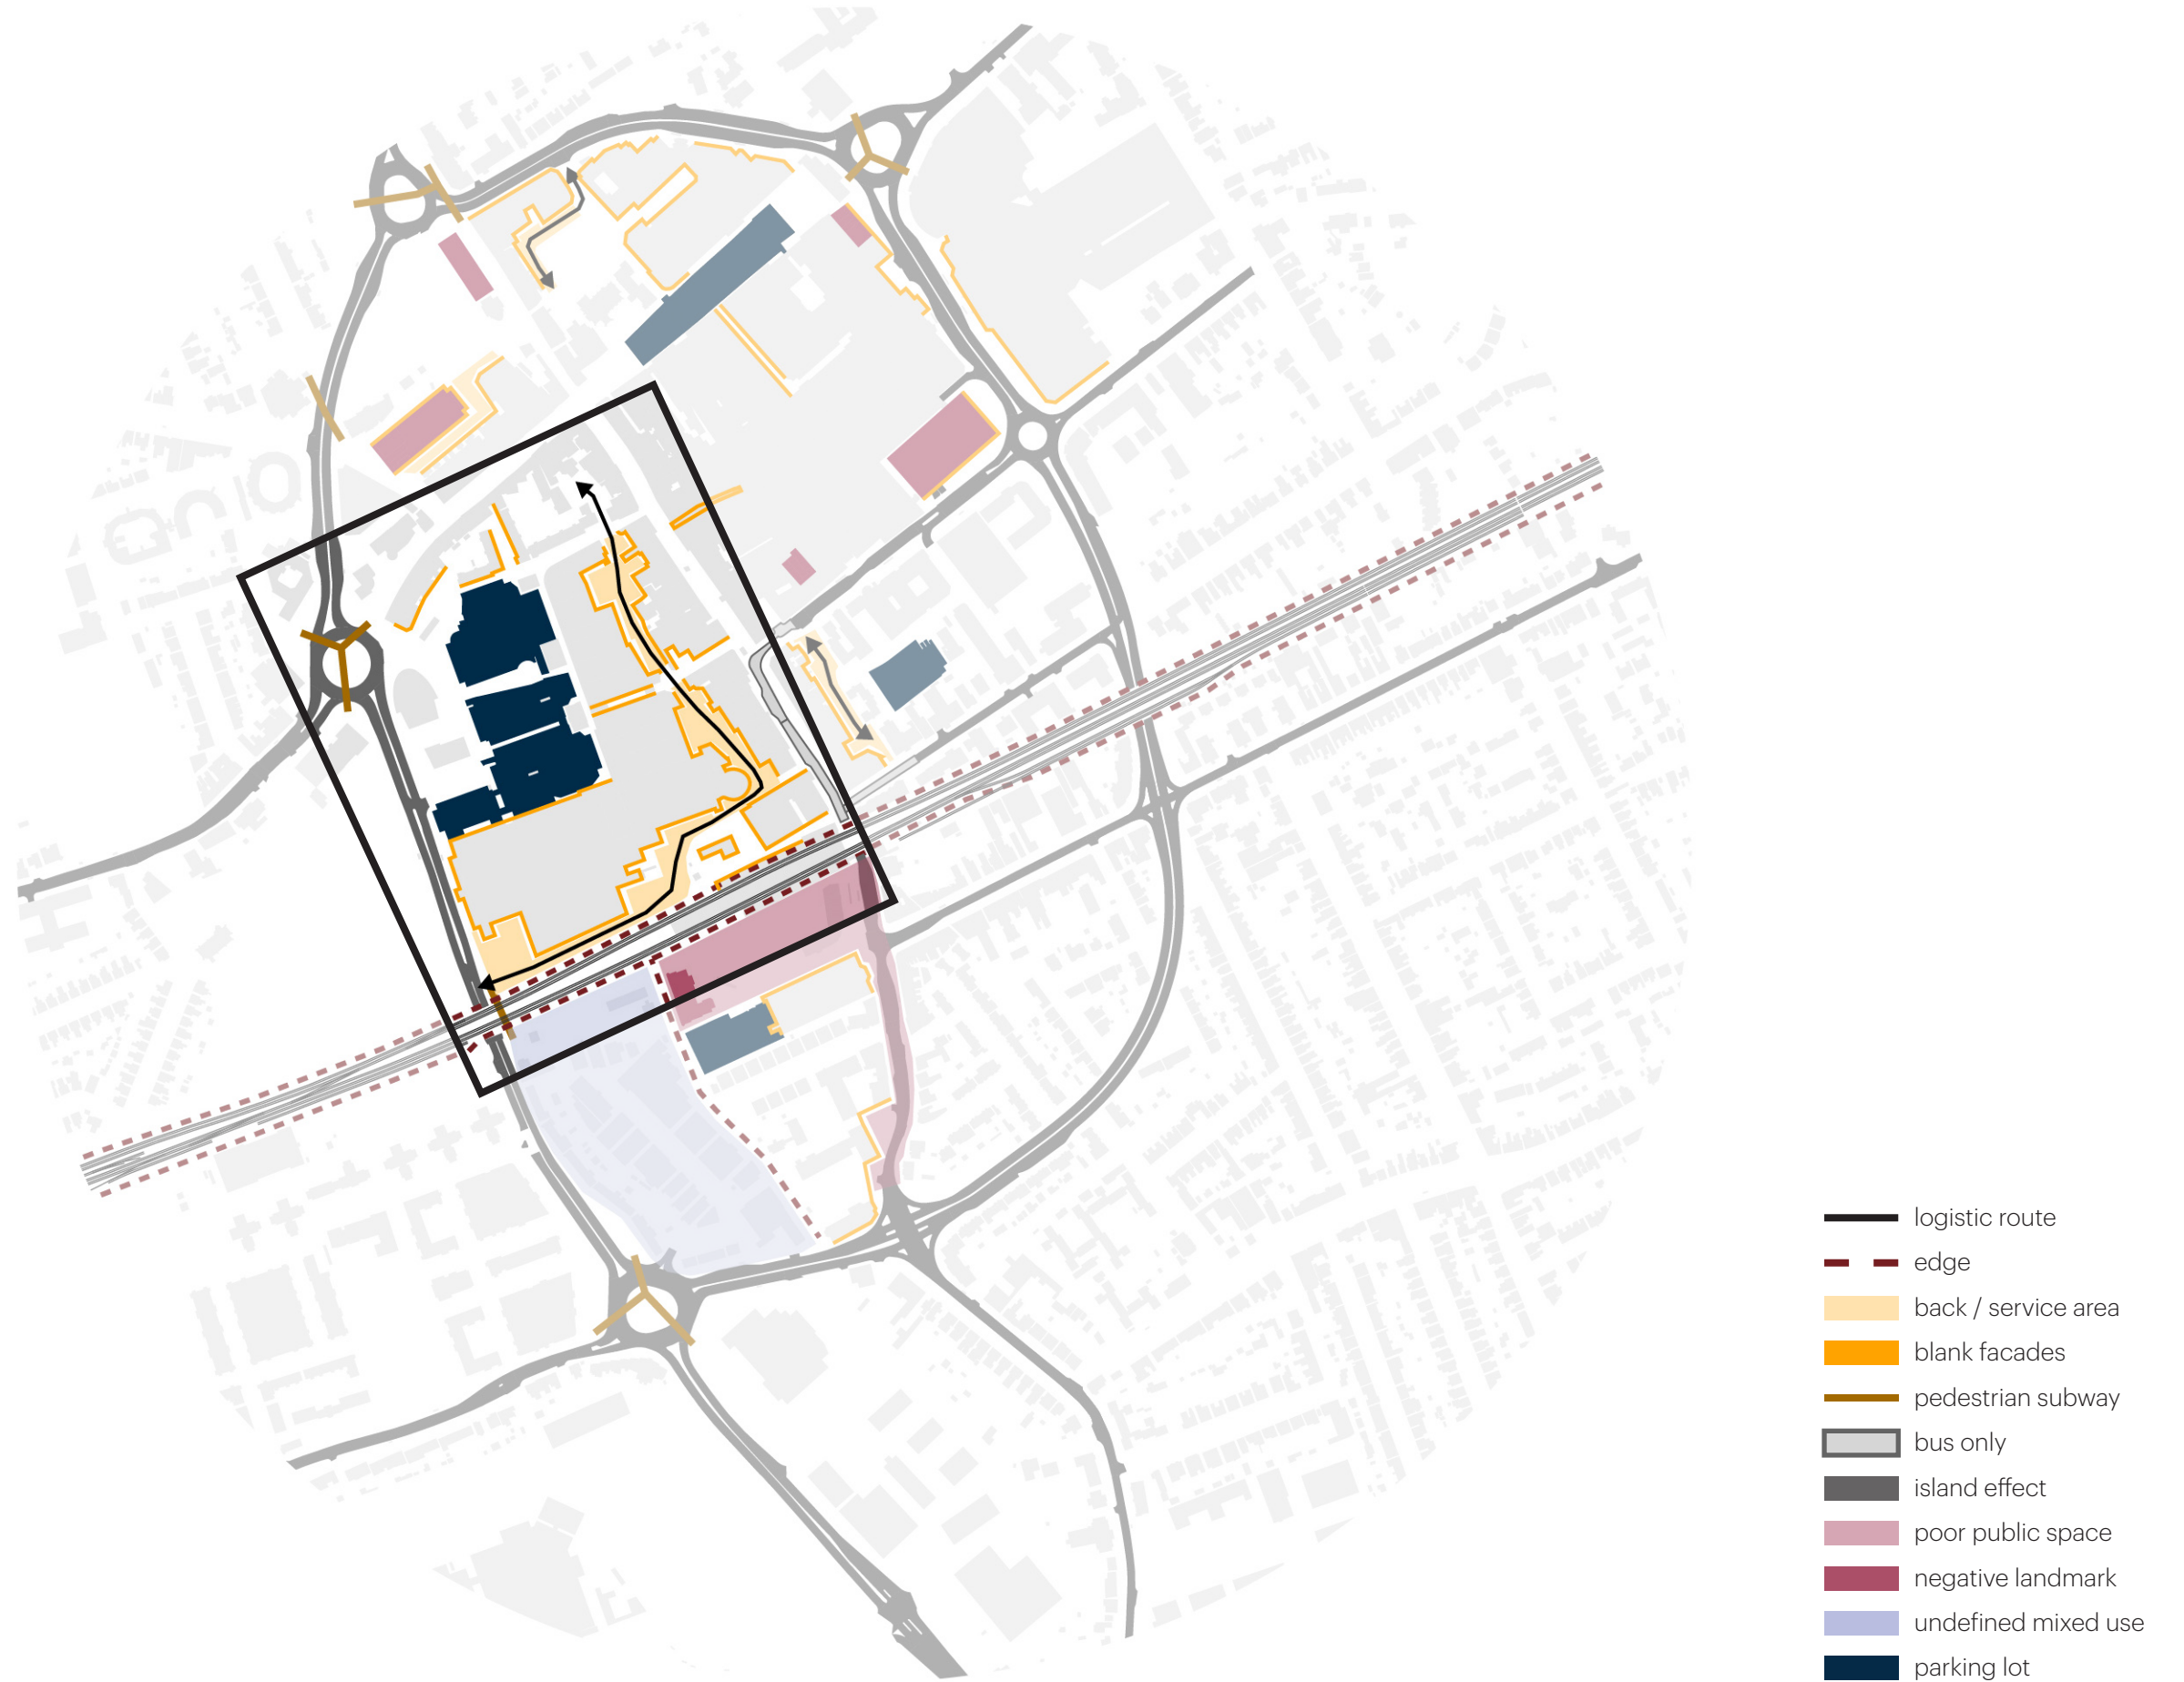 logistic route
edge
back / service area
blank facades
pedestrian subway
bus only
island effect
poor public space
negative landmark
undefined mixed use
parking lot